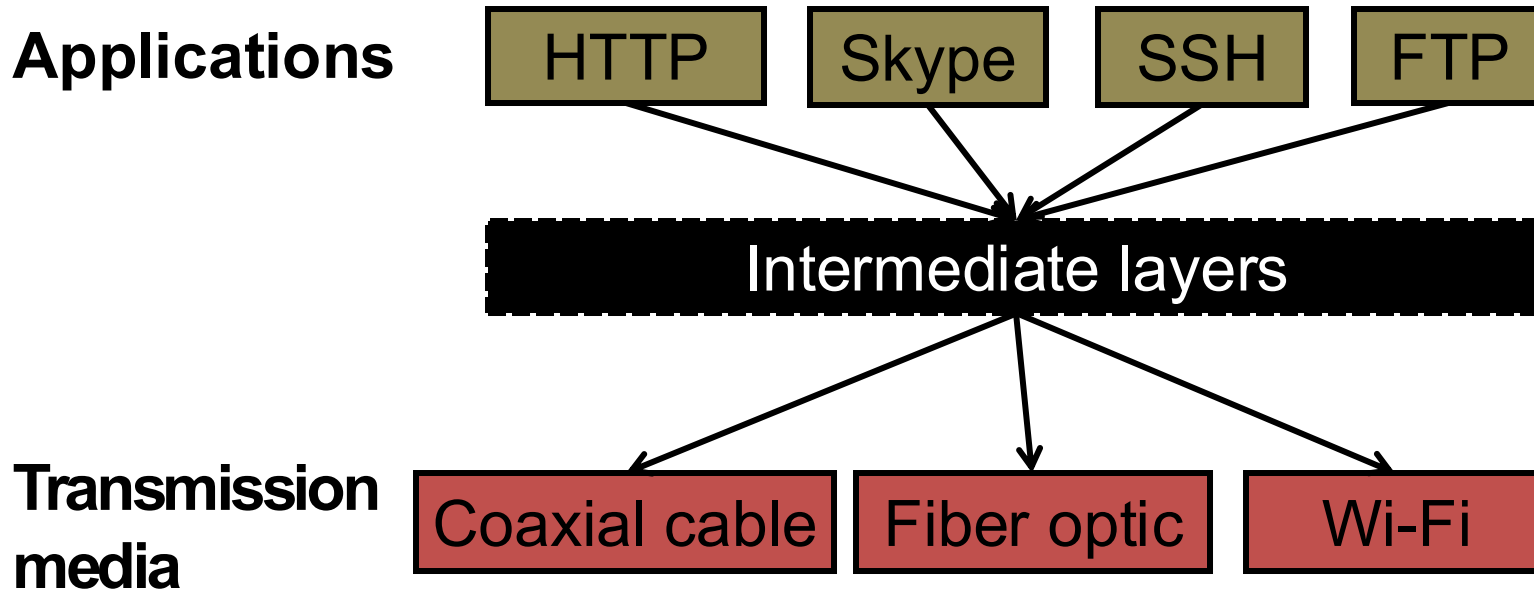 Applications
HTTP
Skype
SSH
FTP
Intermediate layers
Transmission
media
Coaxial cable
Fiber optic
Wi-Fi